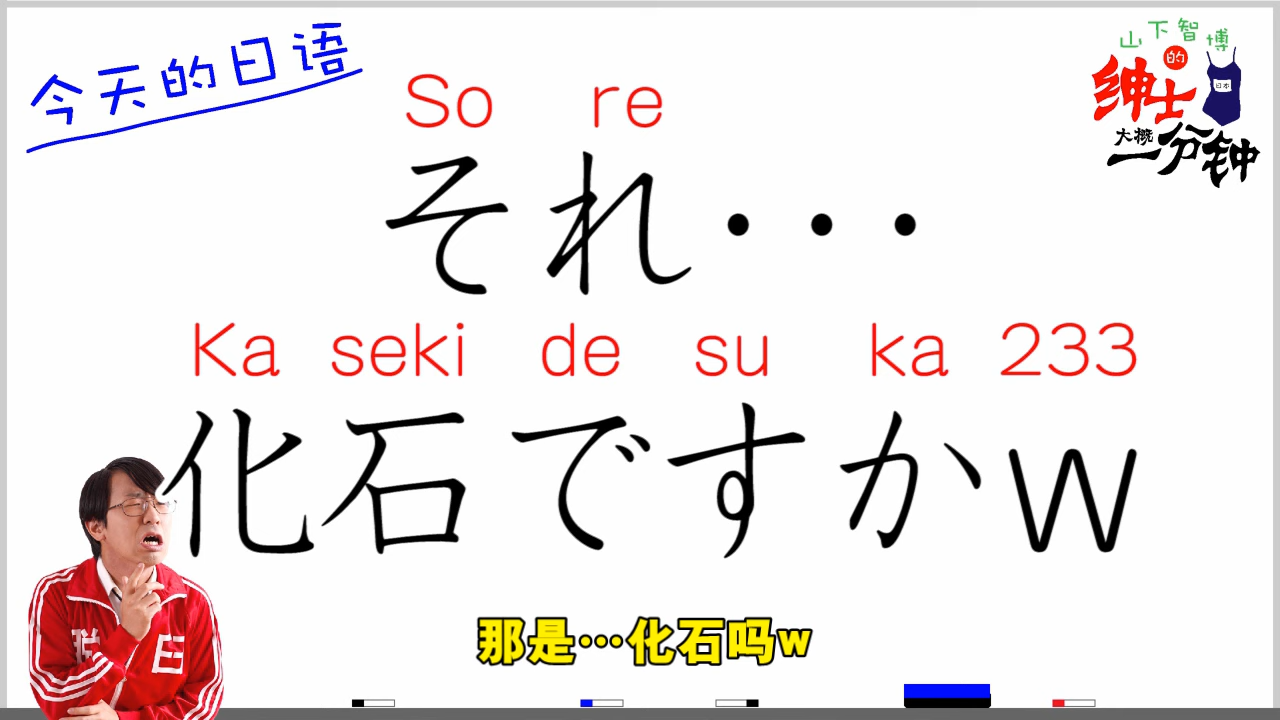 今天的日语
山下智博
的
绅士
大概
一分钟
日本
So re
それ・・・
Ka seki de su ka 233
化石ですかw
那是…化石吗w